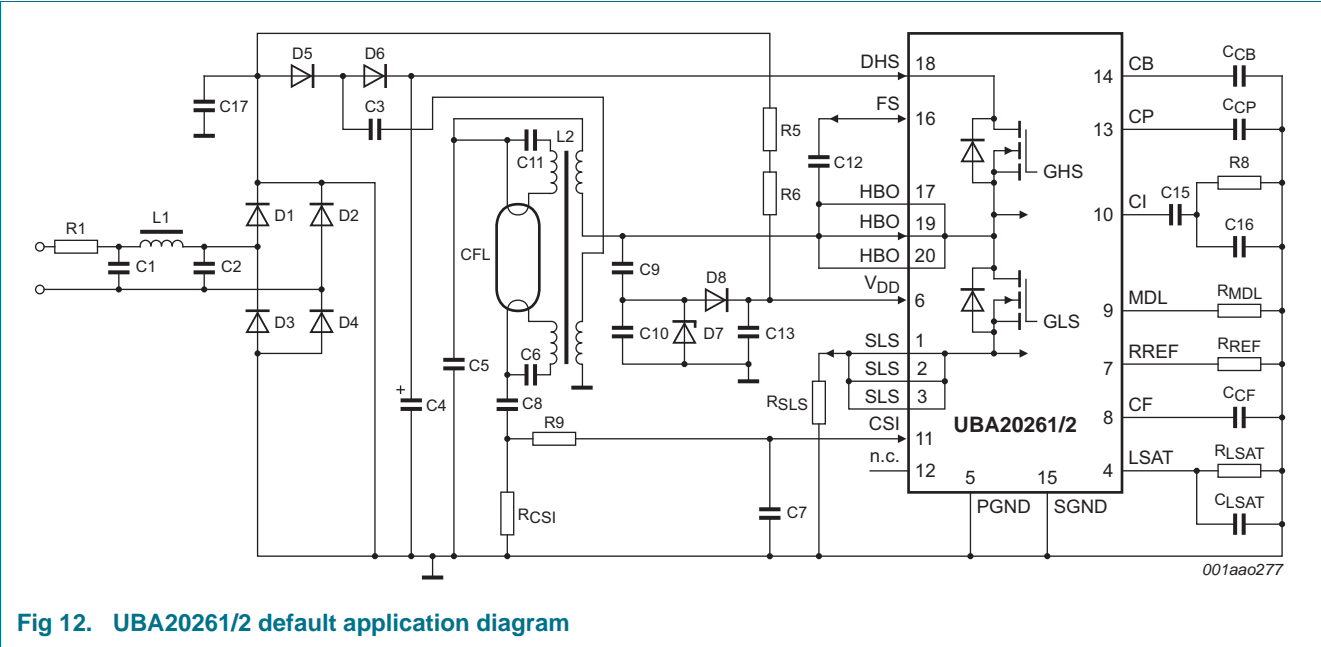 D5 D6 DHS 18 14 CB CCB
C17 C3 FS 16 13 CP CCP
L2 R5 C11 C12 GHS R8
R6 HBO 17 C15
D1 D2 HBO 19 10 CI C16
R1 L1 HBO 20
C1 C2 CFL C9 D8 VDD 6 9 MDL RMDL
D3 D4 C10 D7 C13 GLS
SLS 1 7 RREF RREF
C5 C6 SLS 2
C4 + C8 RSLS SLS 3 8 CF CCF
R9 CSI 11 UBA20261/2
n.c. 12 5 15 4 LSAT RLSAT
RCSI C7 PGND SGND CLSAT
001aao277
Fig 12. UBA20261/2 default application diagram